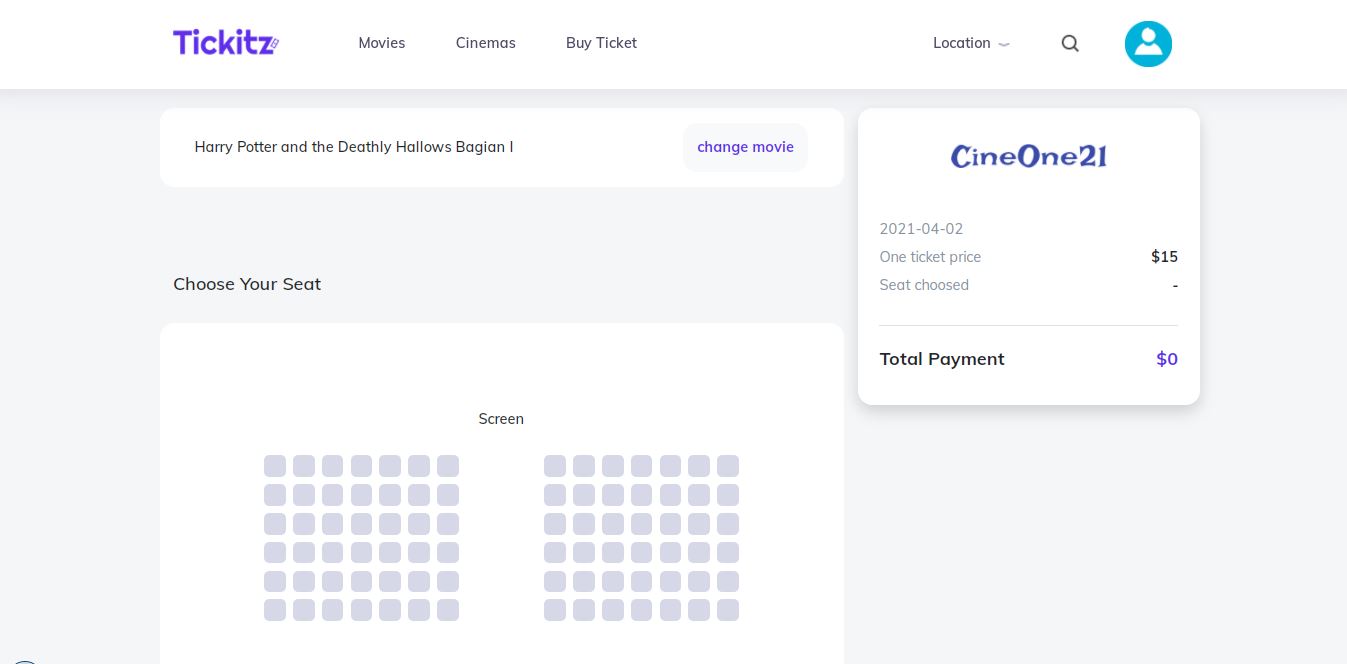 Tickitz
Movies
Cinemas
Buy Ticket
Location
Harry Potter and the Deathly Hallows Bagian I
change movie
CineOne21
2021-04-02
One ticket price $15
Seat choosed -
Total Payment $0
Choose Your Seat
Screen